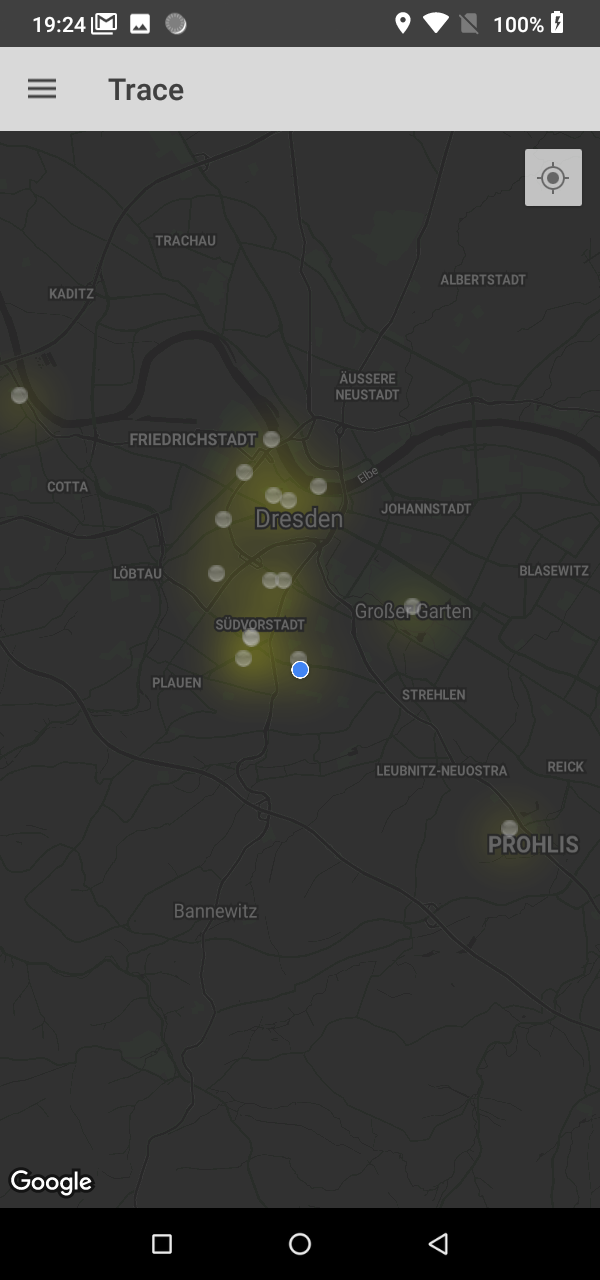 19:24
100%
Trace
TRACHAU
ALBERTSTADT
KADITZ
ÄUSSERE
NEUSTADT
FRIEDRICHSTADT
Elbe
COTTA
JOHANNSTADT
Dresden
LÖBTAU
BLASEWITZ
Großer Garten
SÜDVORSTADT
PLAUEN
STREHLEN
LEUBNITZ-NEUOSTRA
REICK
PROHLIS
Bannewitz
Google